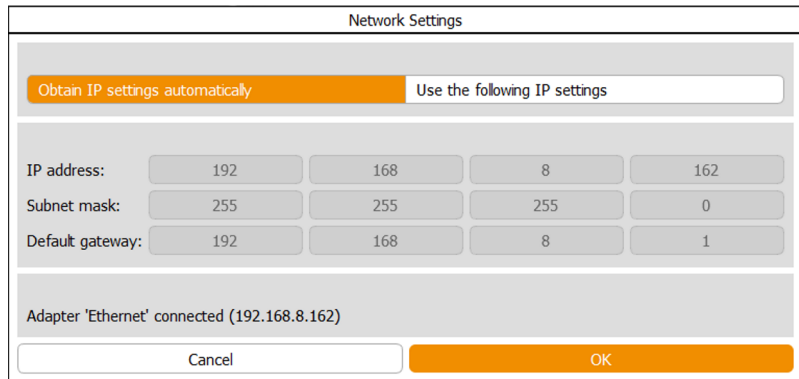 Network Settings
Obtain IP settings automatically Use the following IP settings
IP address: 192 168 8 162
Subnet mask: 255 255 255 0
Default gateway: 192 168 8 1
Adapter 'Ethernet' connected (192.168.8.162)
Cancel OK